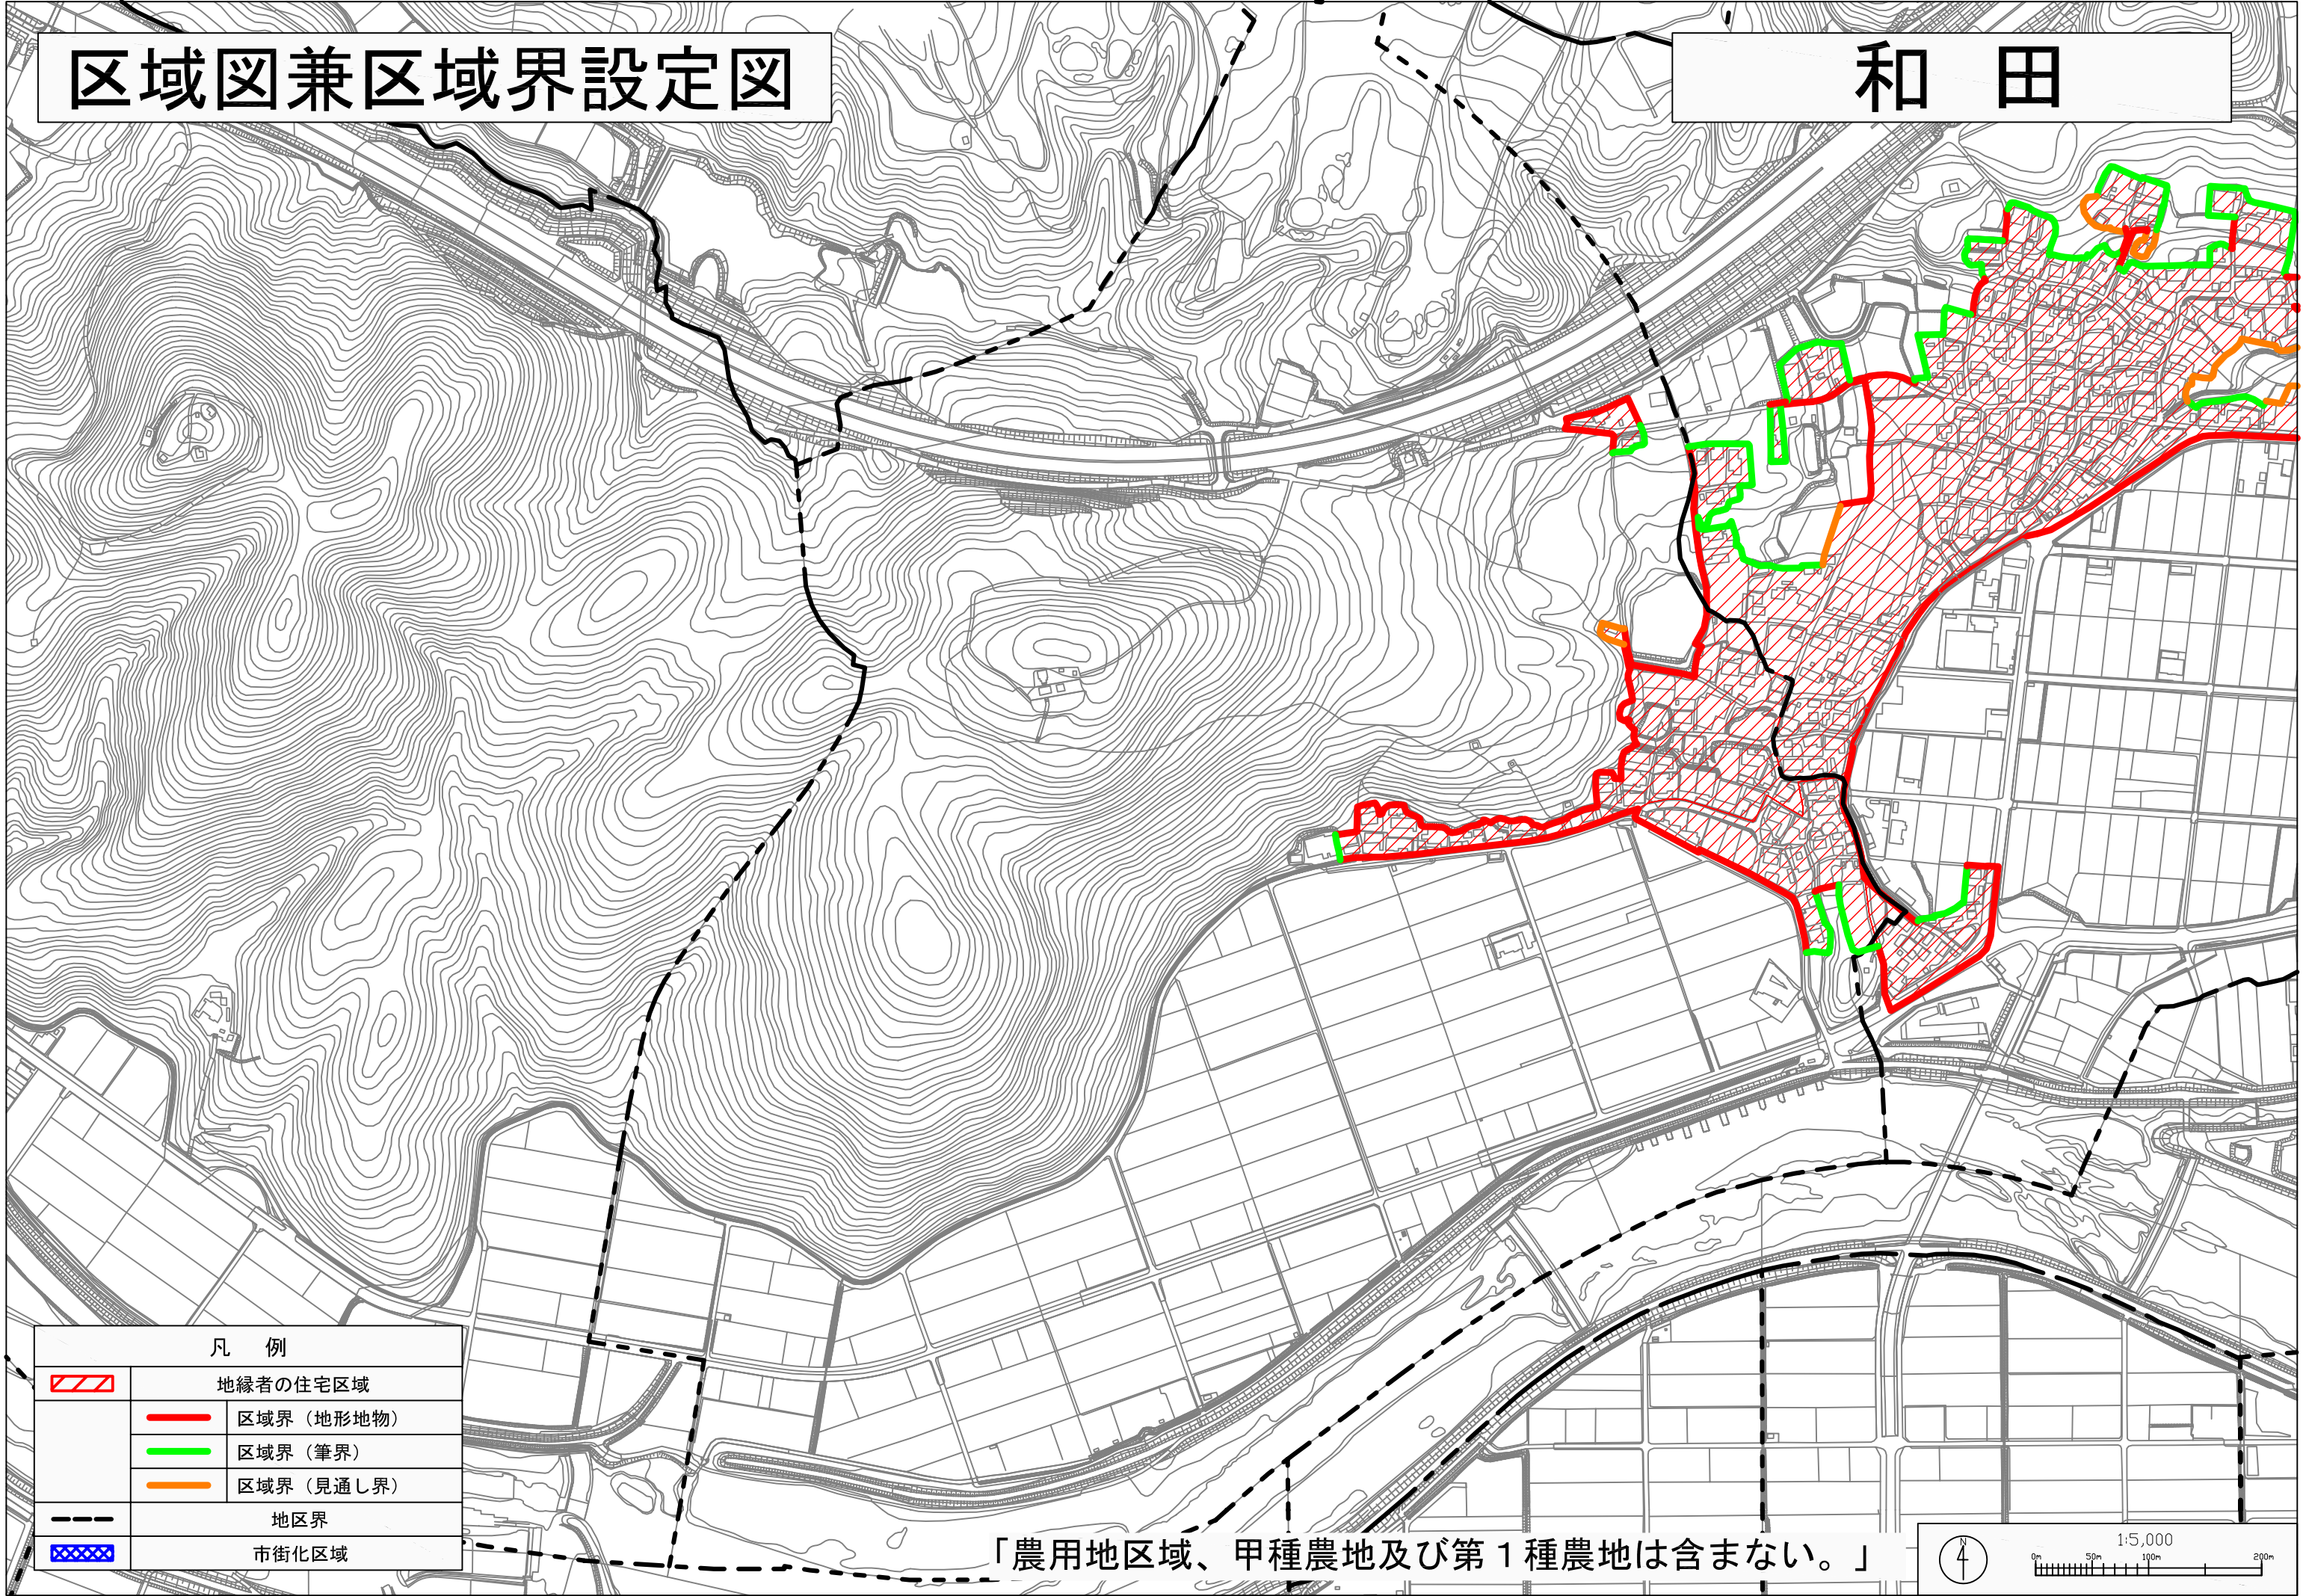 区域図兼区域界設定図
和　田
凡　例
地縁者の住宅区域
区域界（地形地物）
区域界（筆界）
区域界（見通し界）
地区界
市街化区域
「農用地区域、甲種農地及び第１種農地は含まない。」
N
1:5,000
0m 50m 100m 200m